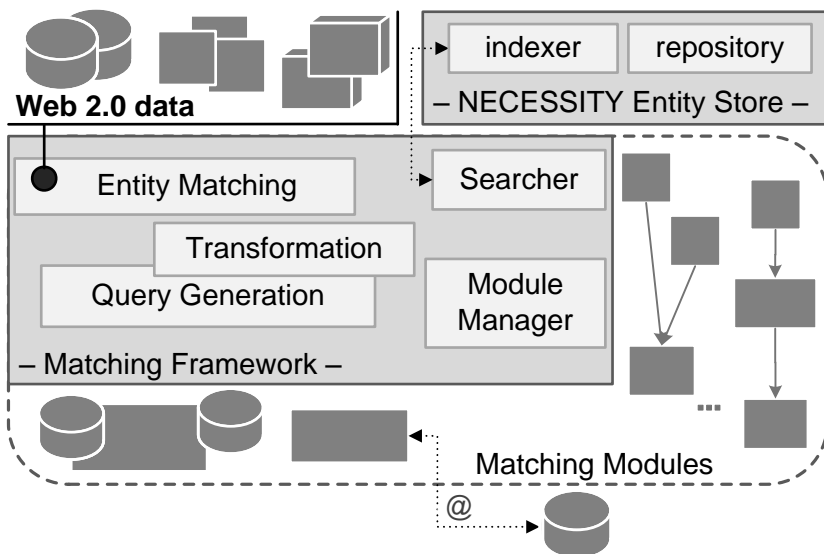 indexer
repository
Web 2.0 data
– NECESSITY Entity Store –
Entity Matching
Searcher
Transformation
Query Generation
Module
Manager
– Matching Framework –
...
Matching Modules
@